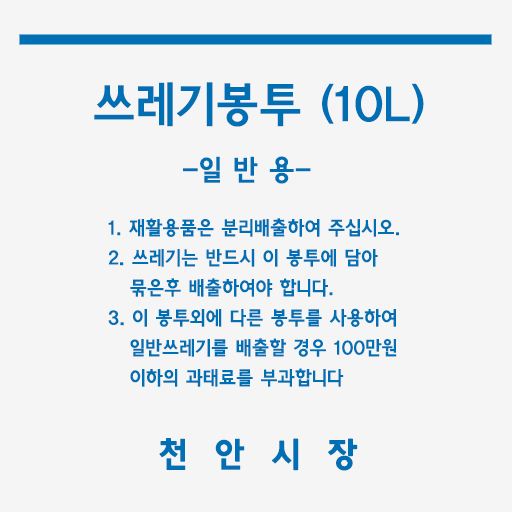 쓰레기봉투 (10L)
-일 반 용-
1. 재활용품은 분리배출하여 주십시오.
2. 쓰레기는 반드시 이 봉투에 담아
묶은후 배출하여야 합니다.
3. 이 봉투외에 다른 봉투를 사용하여
일반쓰레기를 배출할 경우 100만원
이하의 과태료를 부과합니다
천 안 시 장